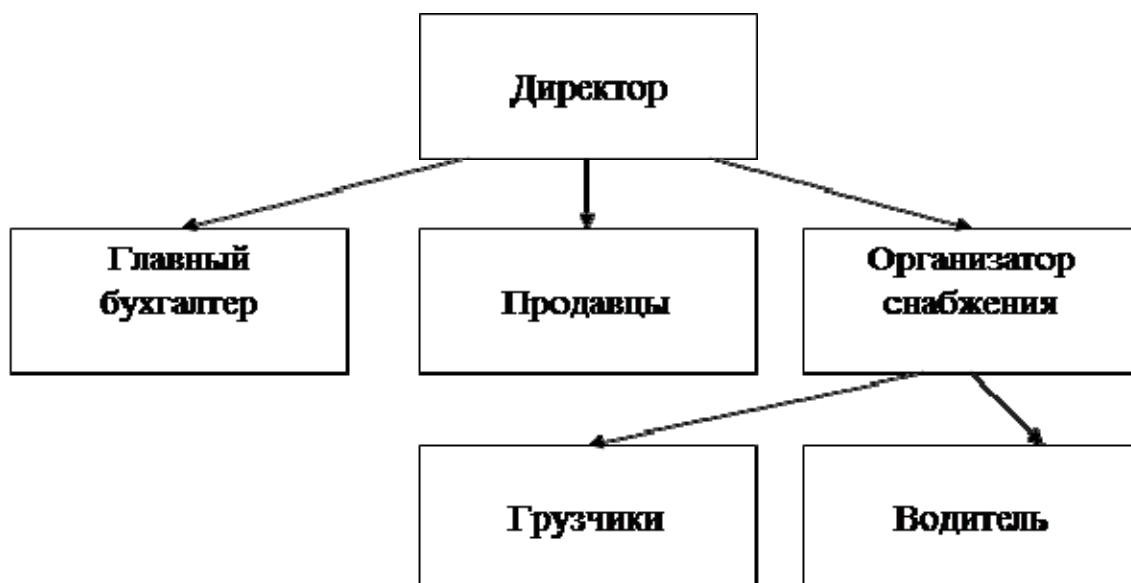 Директор
Главный
бухгалтер
Продавцы
Организатор
снабжения
Грузчики
Водитель